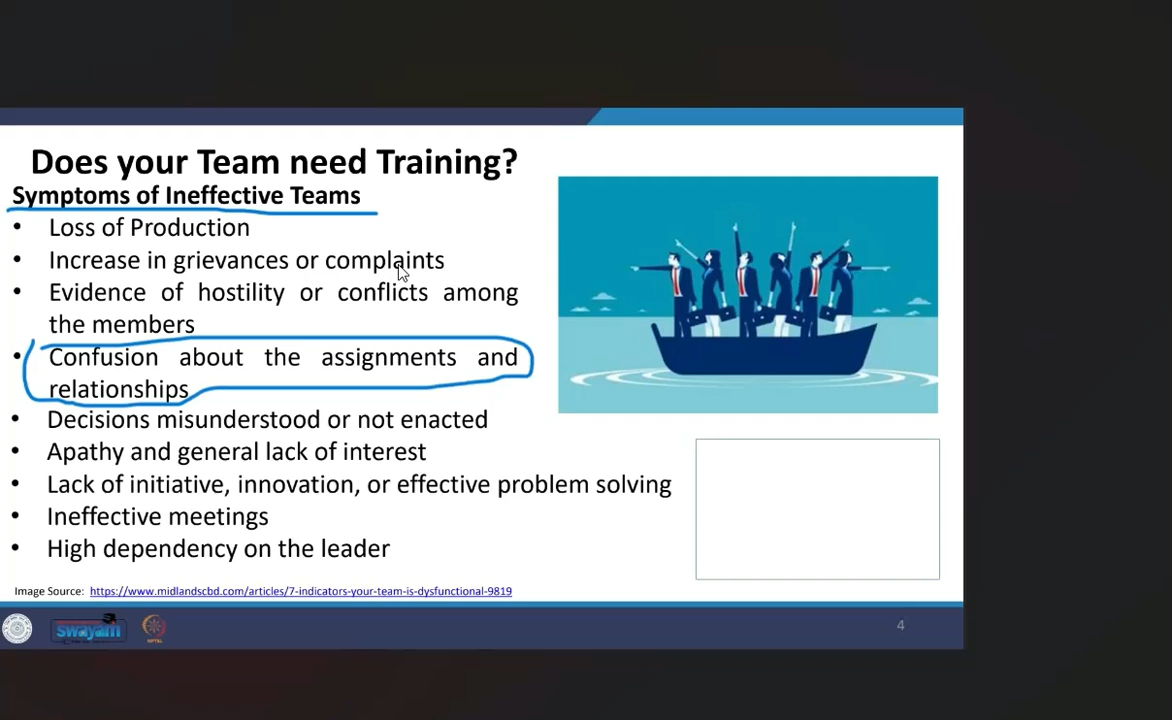 Does your Team need Training?
Symptoms of Ineffective Teams
• Loss of Production
• Increase in grievances or complaints
• Evidence of hostility or conflicts among
the members
• Confusion about the assignments and
relationships
• Decisions misunderstood or not enacted
• Apathy and general lack of interest
• Lack of initiative, innovation, or effective problem solving
• Ineffective meetings
• High dependency on the leader
Image Source: https://www.midlandscbd.com/articles/7-indicators-your-team-is-dysfunctional-9819
swayam
4